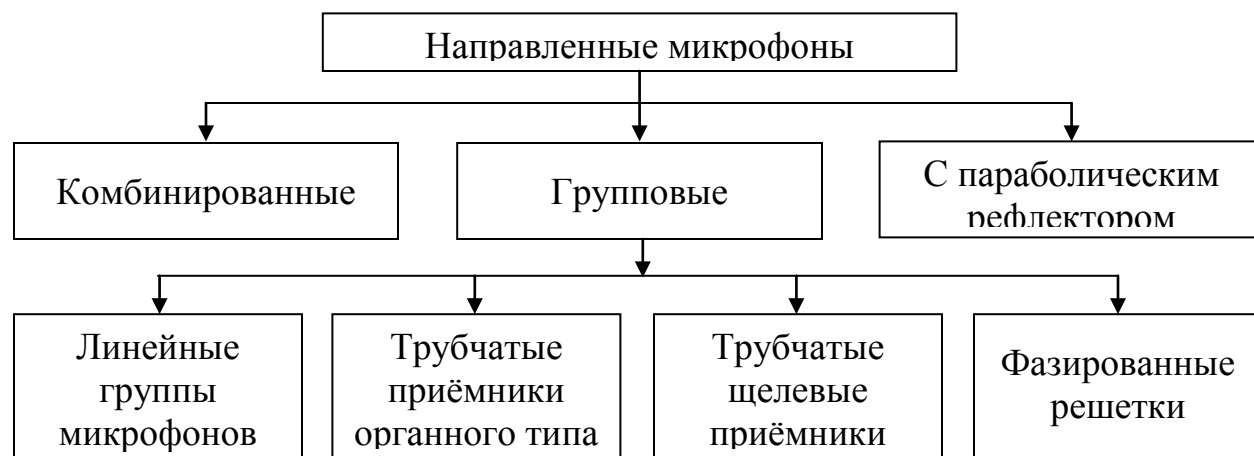 Направленные микрофоны
Комбинированные
Групповые
С параболическим
рефлектором
Линейные
группы
микрофонов
Трубчатые
приёмники
органного типа
Трубчатые
щелевые
приёмники
Фазированные
решетки